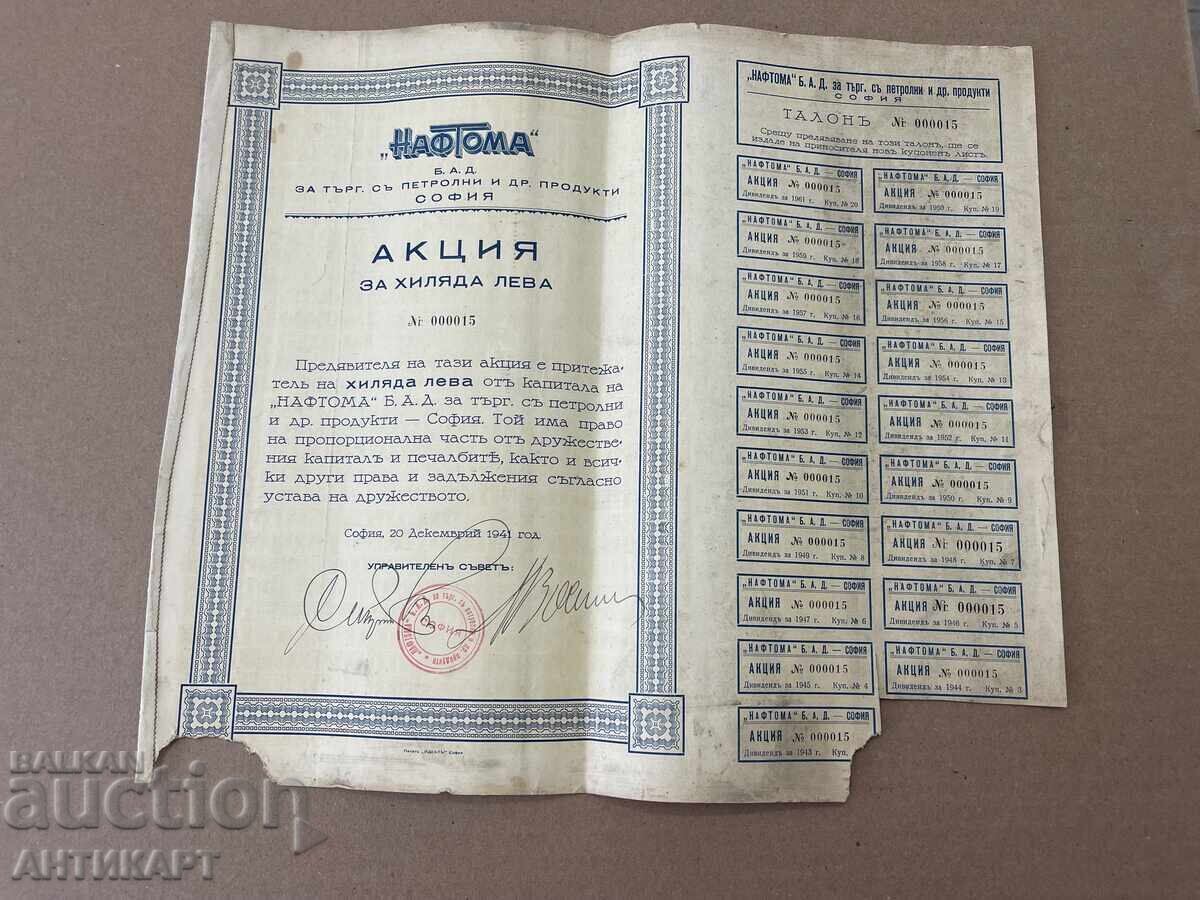 „НАФТОМА“
Б. А. Д.
ЗА ТЪРГ. СЪ ПЕТРОЛНИ И ДР. ПРОДУКТИ
СОФИЯ
АКЦИЯ
ЗА ХИЛЯДА ЛЕВА
№ 000015
Предявителя на тази акция е притежа-
тель на ХИЛЯДА ЛЕВА отъ капитала на
„НАФТОМА“ Б. А. Д. за търг. съ петролни
и др. продукти — София. Той има право
на пропорционална часть отъ дружестве-
ния капиталъ и печалбитѣ, както и всич-
ки други права и задължения съгласно
устава на дружеството.
София, 20 Декемврий 1941 год.
УПРАВИТЕЛЕНЪ СЪВЕТЪ:
СОФИЯ
„НАФТОМА“ Б. А. Д. за търг. съ петролни и др. продукти
СОФИЯ
ТАЛОНЪ № 000015
Срещу предявяване на този талонъ, ще се
издаде на приносителя новъ купоненъ листъ.
„НАФТОМА“ Б. А. Д. — СОФИЯ
АКЦИЯ № 000015
Дивидендъ за 1961 г. Куп. № 20
„НАФТОМА“ Б. А. Д. — СОФИЯ
АКЦИЯ № 000015
Дивидендъ за 1960 г. Куп. № 19
„НАФТОМА“ Б. А. Д. — СОФИЯ
АКЦИЯ № 000015
Дивидендъ за 1959 г. Куп. № 18
„НАФТОМА“ Б. А. Д. — СОФИЯ
АКЦИЯ № 000015
Дивидендъ за 1958 г. Куп. № 17
„НАФТОМА“ Б. А. Д. — СОФИЯ
АКЦИЯ № 000015
Дивидендъ за 1957 г. Куп. № 16
„НАФТОМА“ Б. А. Д. — СОФИЯ
АКЦИЯ № 000015
Дивидендъ за 1956 г. Куп. № 15
„НАФТОМА“ Б. А. Д. — СОФИЯ
АКЦИЯ № 000015
Дивидендъ за 1955 г. Куп. № 14
„НАФТОМА“ Б. А. Д. — СОФИЯ
АКЦИЯ № 000015
Дивидендъ за 1954 г. Куп. № 13
„НАФТОМА“ Б. А. Д. — СОФИЯ
АКЦИЯ № 000015
Дивидендъ за 1953 г. Куп. № 12
„НАФТОМА“ Б. А. Д. — СОФИЯ
АКЦИЯ № 000015
Дивидендъ за 1952 г. Куп. № 11
„НАФТОМА“ Б. А. Д. — СОФИЯ
АКЦИЯ № 000015
Дивидендъ за 1951 г. Куп. № 10
„НАФТОМА“ Б. А. Д. — СОФИЯ
АКЦИЯ № 000015
Дивидендъ за 1950 г. Куп. № 9
„НАФТОМА“ Б. А. Д. — СОФИЯ
АКЦИЯ № 000015
Дивидендъ за 1949 г. Куп. № 8
„НАФТОМА“ Б. А. Д. — СОФИЯ
АКЦИЯ № 000015
Дивидендъ за 1948 г. Куп. № 7
„НАФТОМА“ Б. А. Д. — СОФИЯ
АКЦИЯ № 000015
Дивидендъ за 1947 г. Куп. № 6
„НАФТОМА“ Б. А. Д. — СОФИЯ
АКЦИЯ № 000015
Дивидендъ за 1946 г. Куп. № 5
„НАФТОМА“ Б. А. Д. — СОФИЯ
АКЦИЯ № 000015
Дивидендъ за 1945 г. Куп. № 4
„НАФТОМА“ Б. А. Д. — СОФИЯ
АКЦИЯ № 000015
Дивидендъ за 1944 г. Куп. № 3
„НАФТОМА“ Б. А. Д. — СОФИЯ
АКЦИЯ № 000015
Дивидендъ за 1943 г. Куп.
BALKAN
auction
АНТИКАРТ